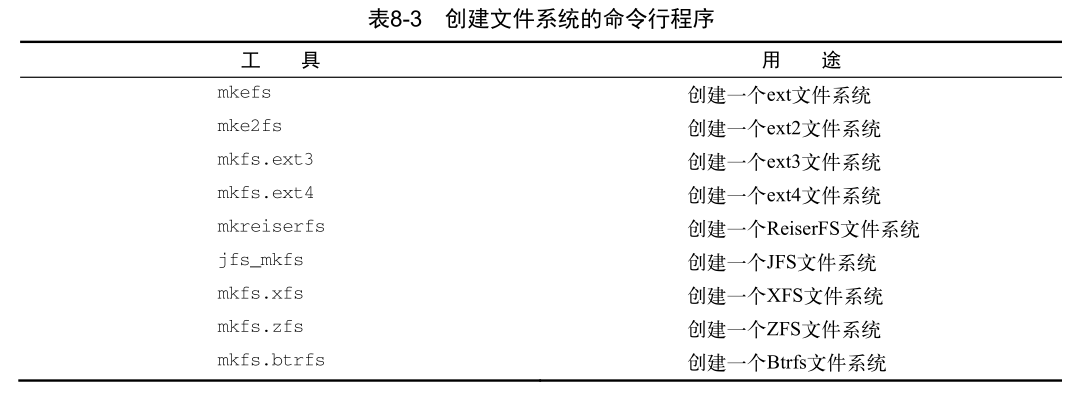 表8-3 创建文件系统的命令行程序
工 具 用 途
mkefs 创建一个ext文件系统
mke2fs 创建一个ext2文件系统
mkfs.ext3 创建一个ext3文件系统
mkfs.ext4 创建一个ext4文件系统
mkreiserfs 创建一个ReiserFS文件系统
jfs_mkfs 创建一个JFS文件系统
mkfs.xfs 创建一个XFS文件系统
mkfs.zfs 创建一个ZFS文件系统
mkfs.btrfs 创建一个Btrfs文件系统